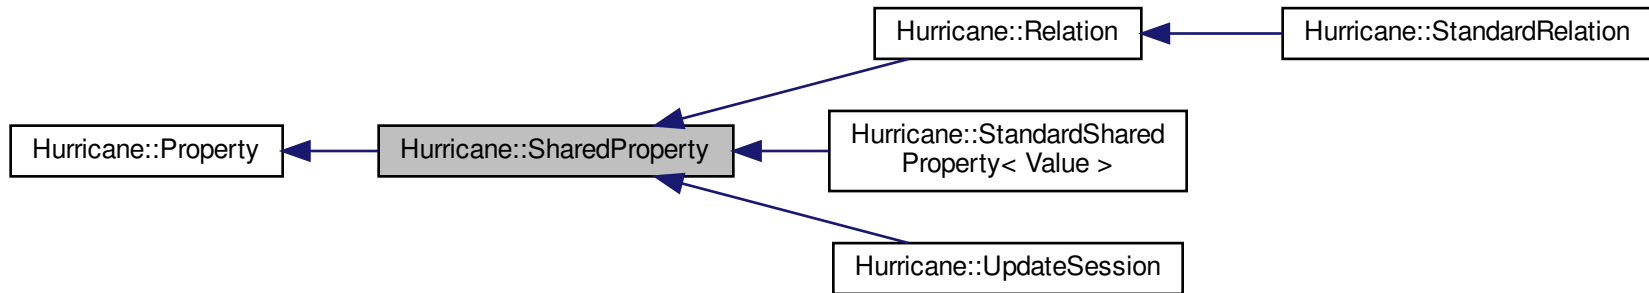 Hurricane::Relation
Hurricane::StandardRelation
Hurricane::Property
Hurricane::SharedProperty
Hurricane::StandardShared
Property< Value >
Hurricane::UpdateSession